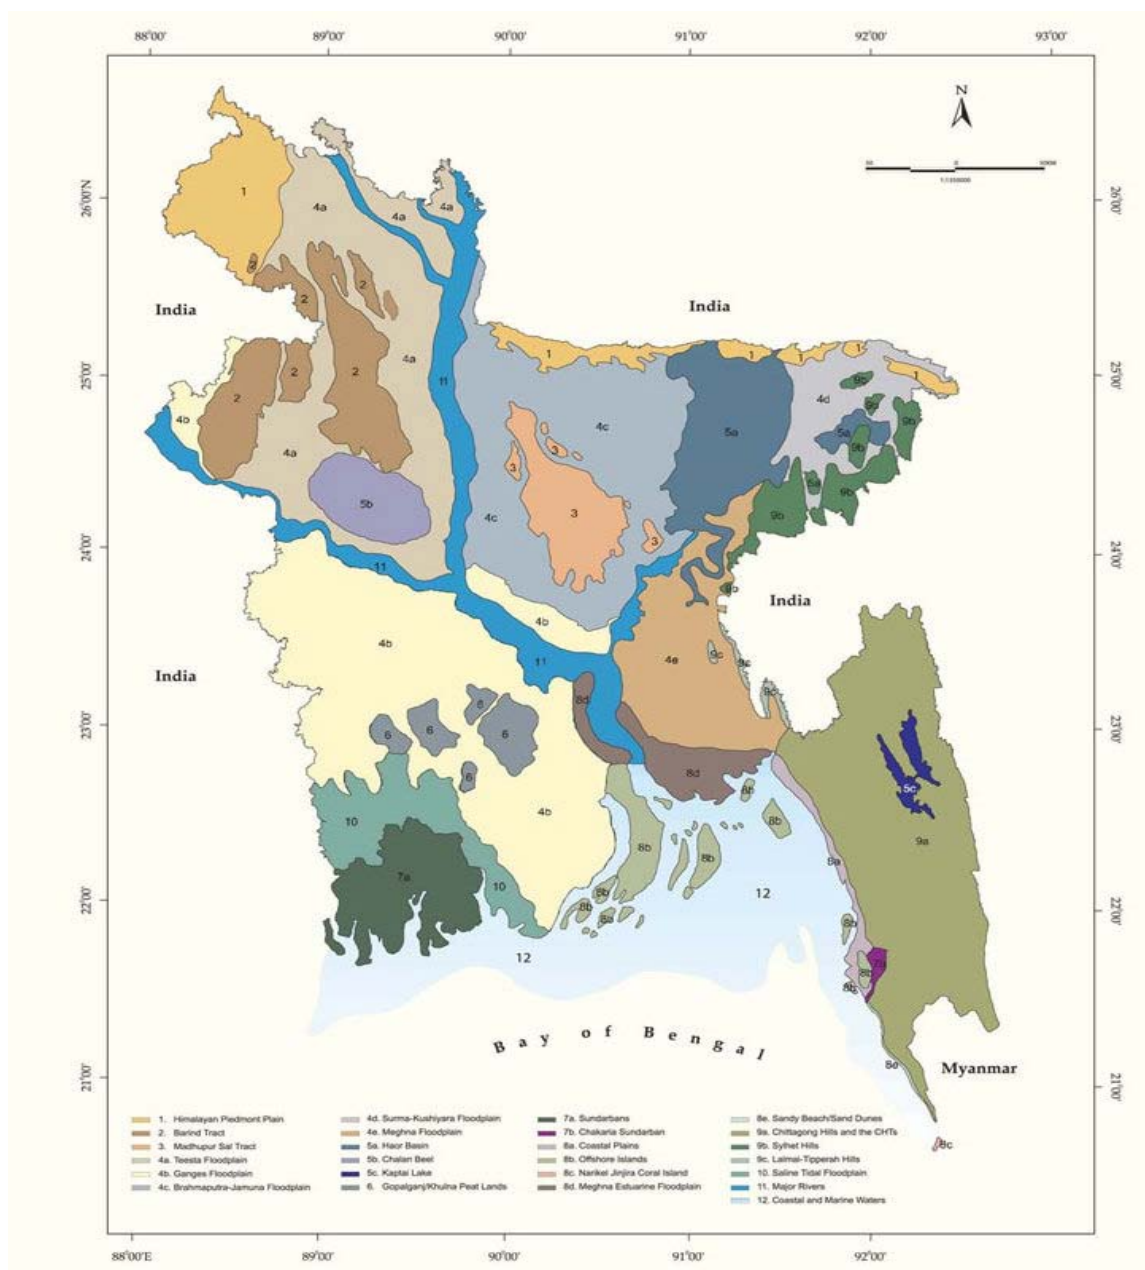 88°00' 89°00' 90°00' 91°00' 92°00' 93°00'
N
1
26°00'N 4a 4a 4a 26°00'
2 2
2
India India
1 1 1 1 1
25°00' 4a 11 25°00'
2 2 2 4d 9b
4b 4c 5a 9b 9b
5a 9b
4a 3 3
5b 4c 3 9b 9b
3
24°00' 11 24°00'
9b
India
4b 4b
11 4e 9c 9c
India 8d 9c
6 6 6 6
23°00' 23°00'
6 8d 8b 5c
10 4b 8b
8b 8b 8a 9a
7a 10 8b 12
22°00' 8b 22°00'
8b
12 8b
8b
Bay of Bengal
8e Myanmar
21°00' 21°00'
8c
1. Himalayan Piedmont Plain
2. Barind Tract
3. Madhupur Sal Tract
4a. Teesta Floodplain
4b. Ganges Floodplain
4c. Brahmaputra-Jamuna Floodplain
4d. Surma-Kushiyara Floodplain
4e. Meghna Floodplain
5a. Haor Basin
5b. Chalan Beel
5c. Kaptai Lake
6. Gopalganj/Khulna Peat Lands
7a. Sundarbans
7b. Chakaria Sundarban
8a. Coastal Plains
8b. Offshore Islands
8c. Narikel Jinjira Coral Island
8d. Meghna Estuarine Floodplain
8e. Sandy Beach/Sand Dunes
9a. Chittagong Hills and the CHTs
9b. Sylhet Hills
9c. Lalmai-Tipperah Hills
10. Saline Tidal Floodplain
11. Major Rivers
12. Coastal and Marine Waters
88°00'E 89°00' 90°00' 91°00' 92°00'